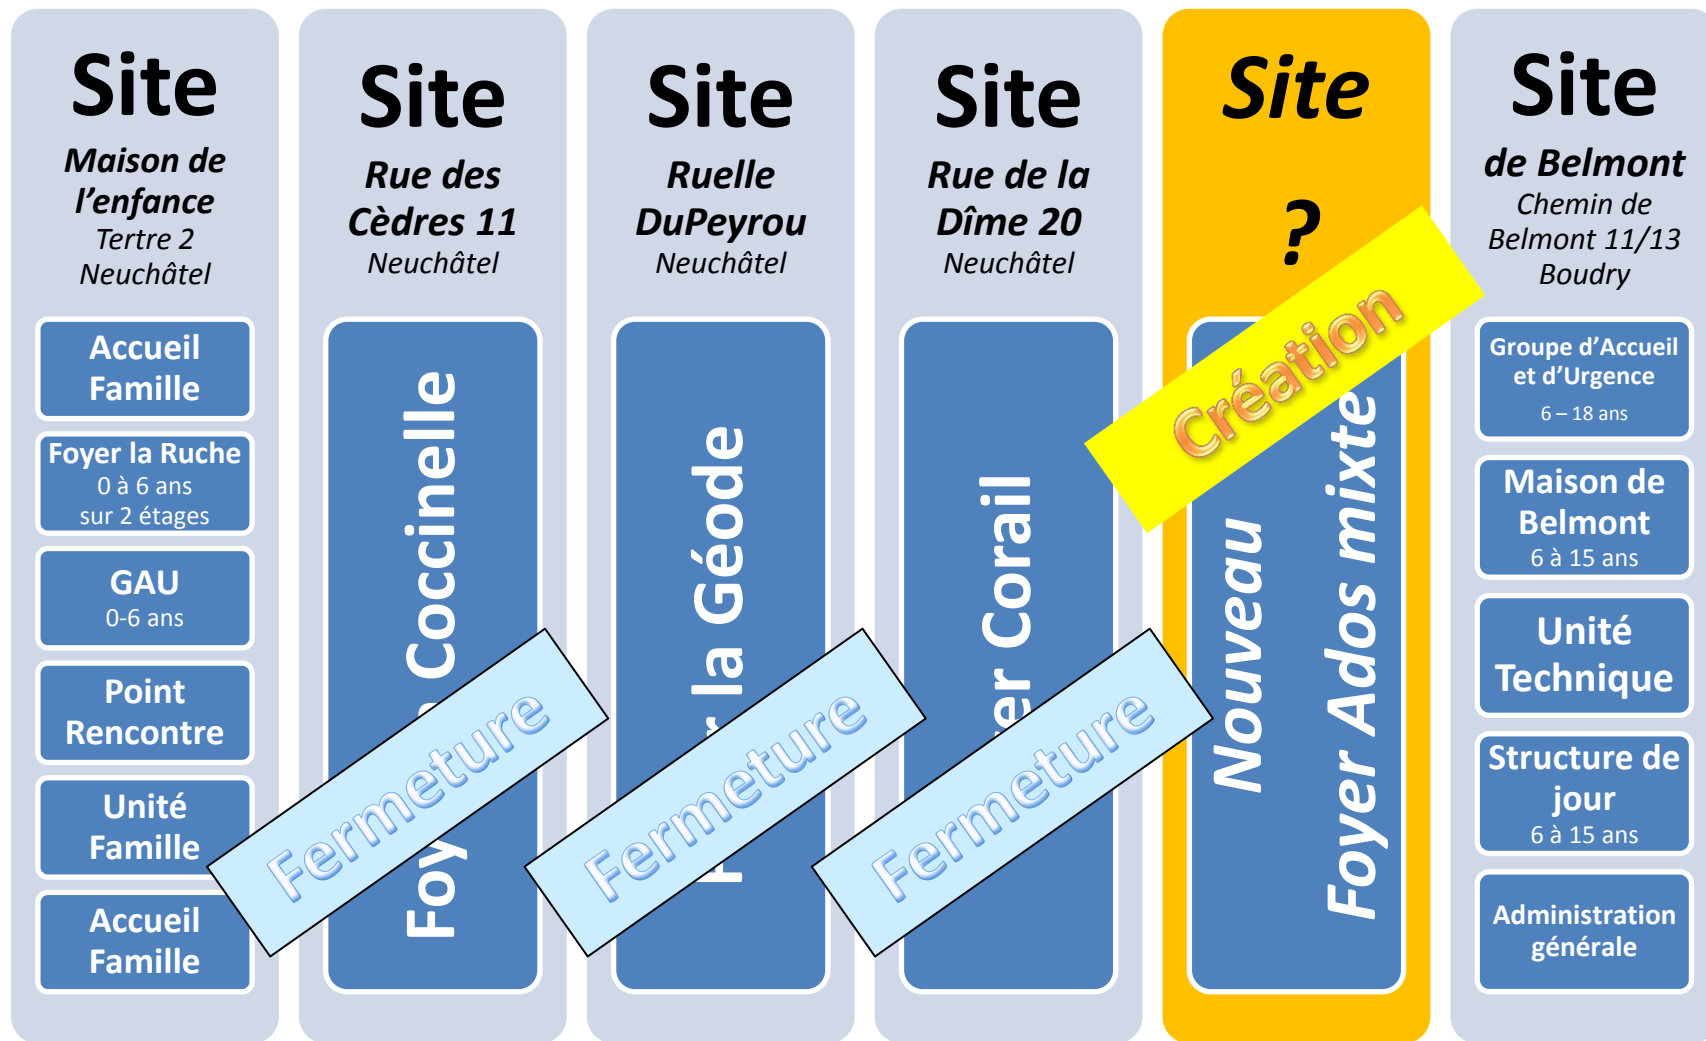 Site
Maison de
l’enfance
Tertre 2
Neuchâtel
Accueil
Famille
Foyer la Ruche
0 à 6 ans
sur 2 étages
GAU
0-6 ans
Point
Rencontre
Unité
Famille
Accueil
Famille
Site
Rue des
Cèdres 11
Neuchâtel
Coccinelle
Fermeture
Site
Ruelle
DuPeyrou
Neuchâtel
la Géode
Fermeture
Site
Rue de la
Dîme 20
Neuchâtel
Corail
Fermeture
Site
?
Création
Nouveau
Foyer Ados mixte
Site
de Belmont
Chemin de
Belmont 11/13
Boudry
Groupe d’Accueil
et d’Urgence
6 – 18 ans
Maison de
Belmont
6 à 15 ans
Unité
Technique
Structure de
jour
6 à 15 ans
Administration
générale